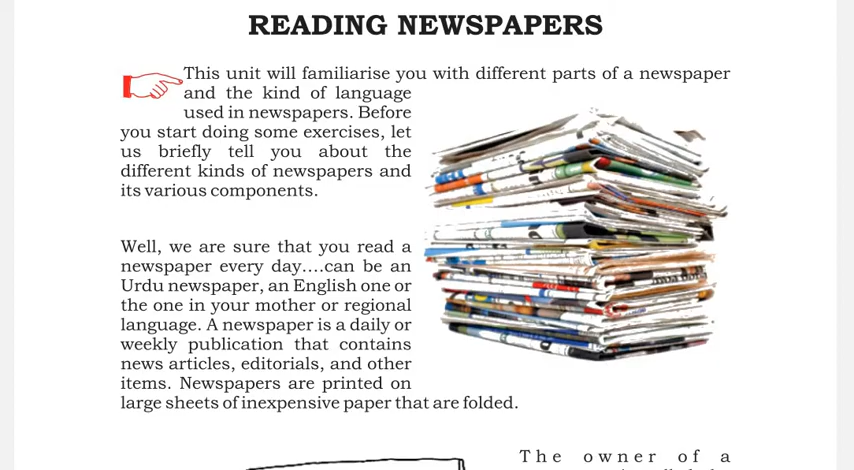 READING NEWSPAPERS
This unit will familiarise you with different parts of a newspaper
and the kind of language
used in newspapers. Before
you start doing some exercises, let
us briefly tell you about the
different kinds of newspapers and
its various components.
Well, we are sure that you read a
newspaper every day....can be an
Urdu newspaper, an English one or
the one in your mother or regional
language. A newspaper is a daily or
weekly publication that contains
news articles, editorials, and other
items. Newspapers are printed on
large sheets of inexpensive paper that are folded.
The owner of a